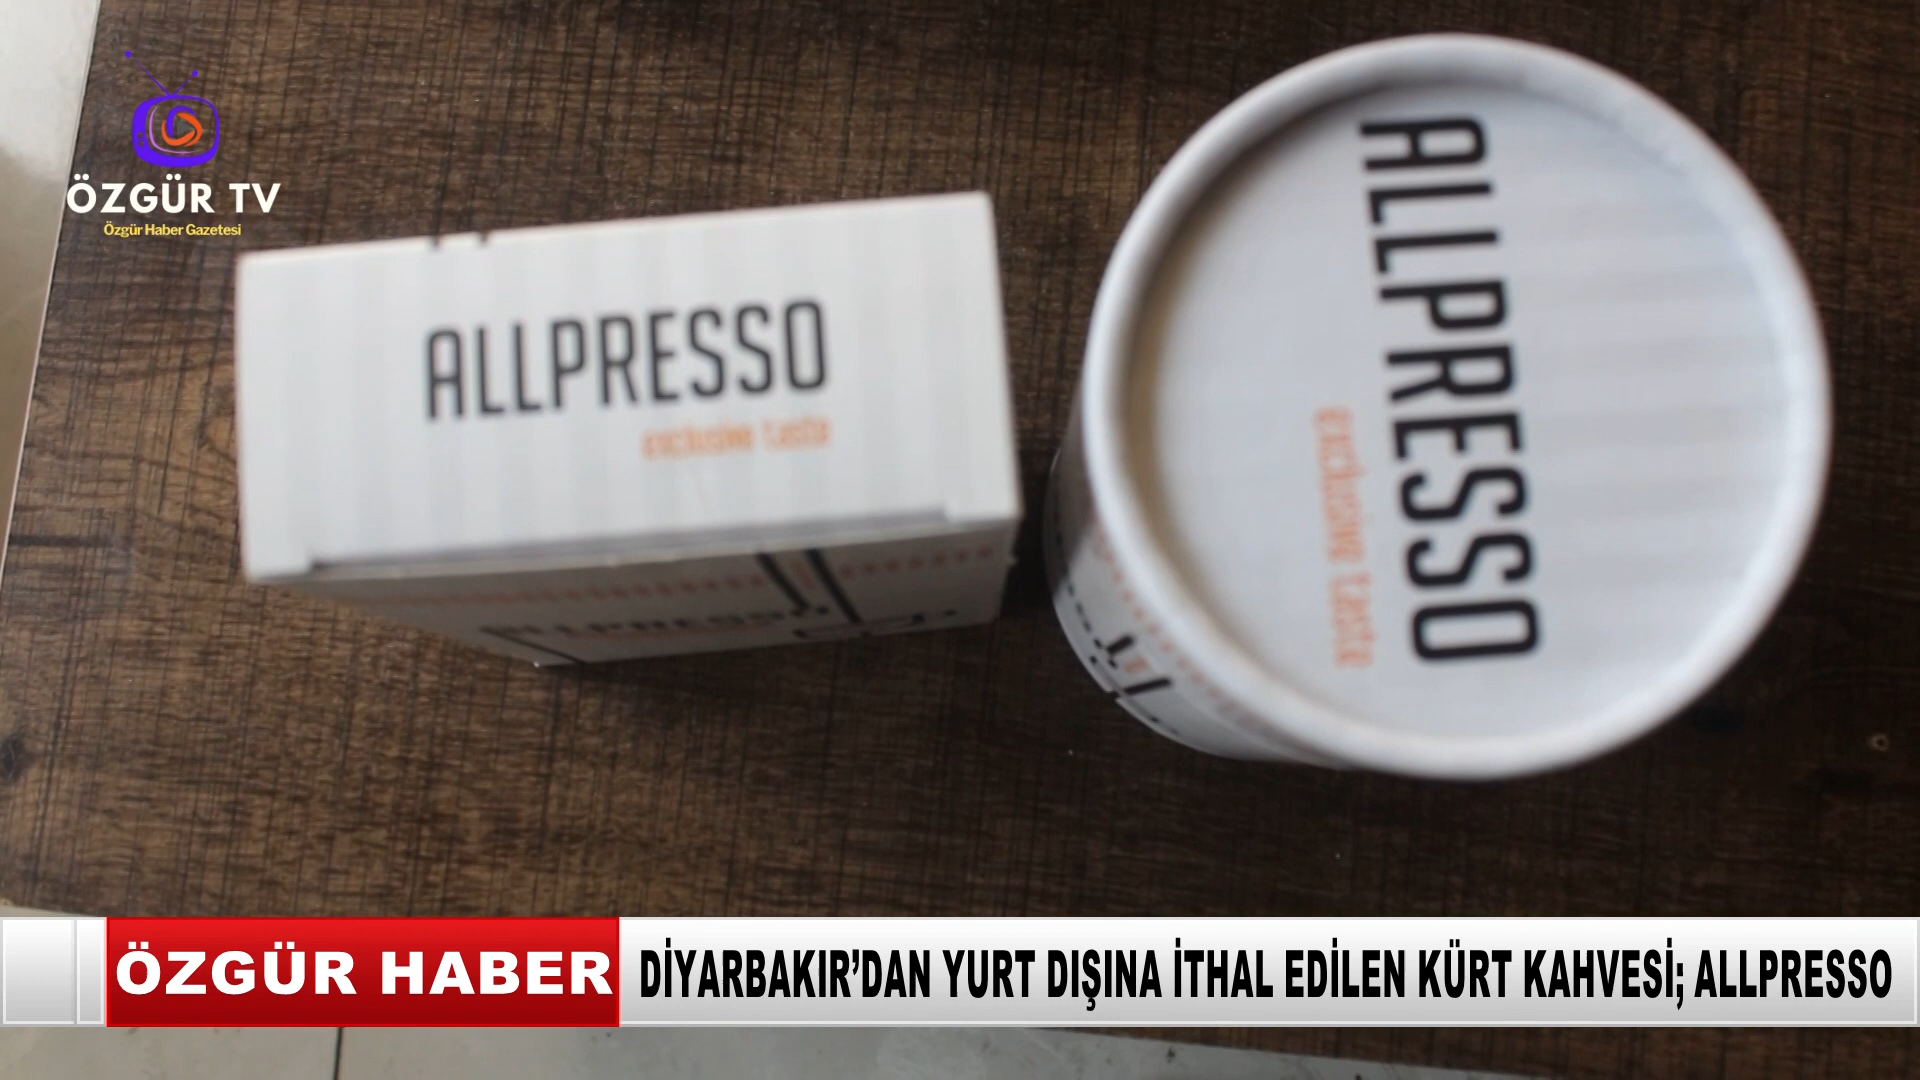 ÖZGÜR TV
Özgür Haber Gazetesi
ALLPRESSO
exclusive taste
ALLPRESSO
exclusive taste
ALLPRESSO
ÖZGÜR HABER
DİYARBAKIR’DAN YURT DIŞINA İTHAL EDİLEN KÜRT KAHVESİ; ALLPRESSO